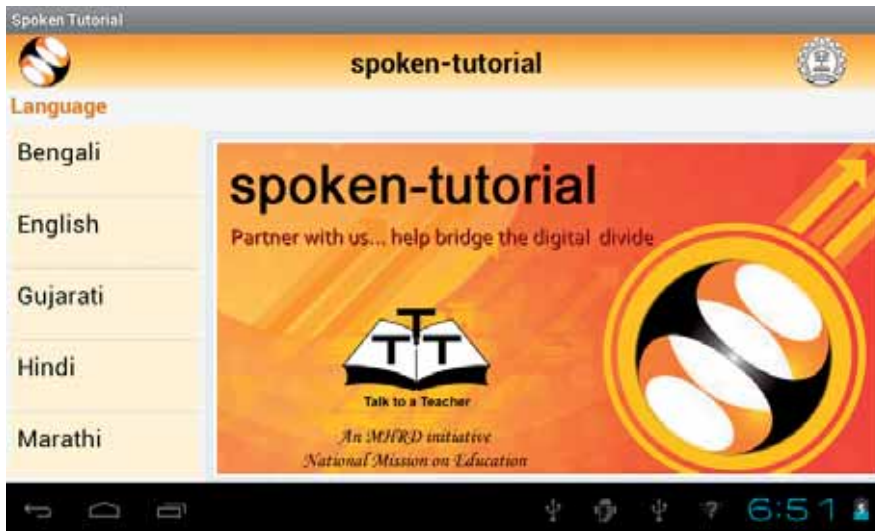 Spoken Tutorial
spoken-tutorial
Language
Bengali
English
Gujarati
Hindi
Marathi
spoken-tutorial
Partner with us... help bridge the digital divide
T
T T
Talk to a Teacher
An MHRD initiative
National Mission on Education
6:51